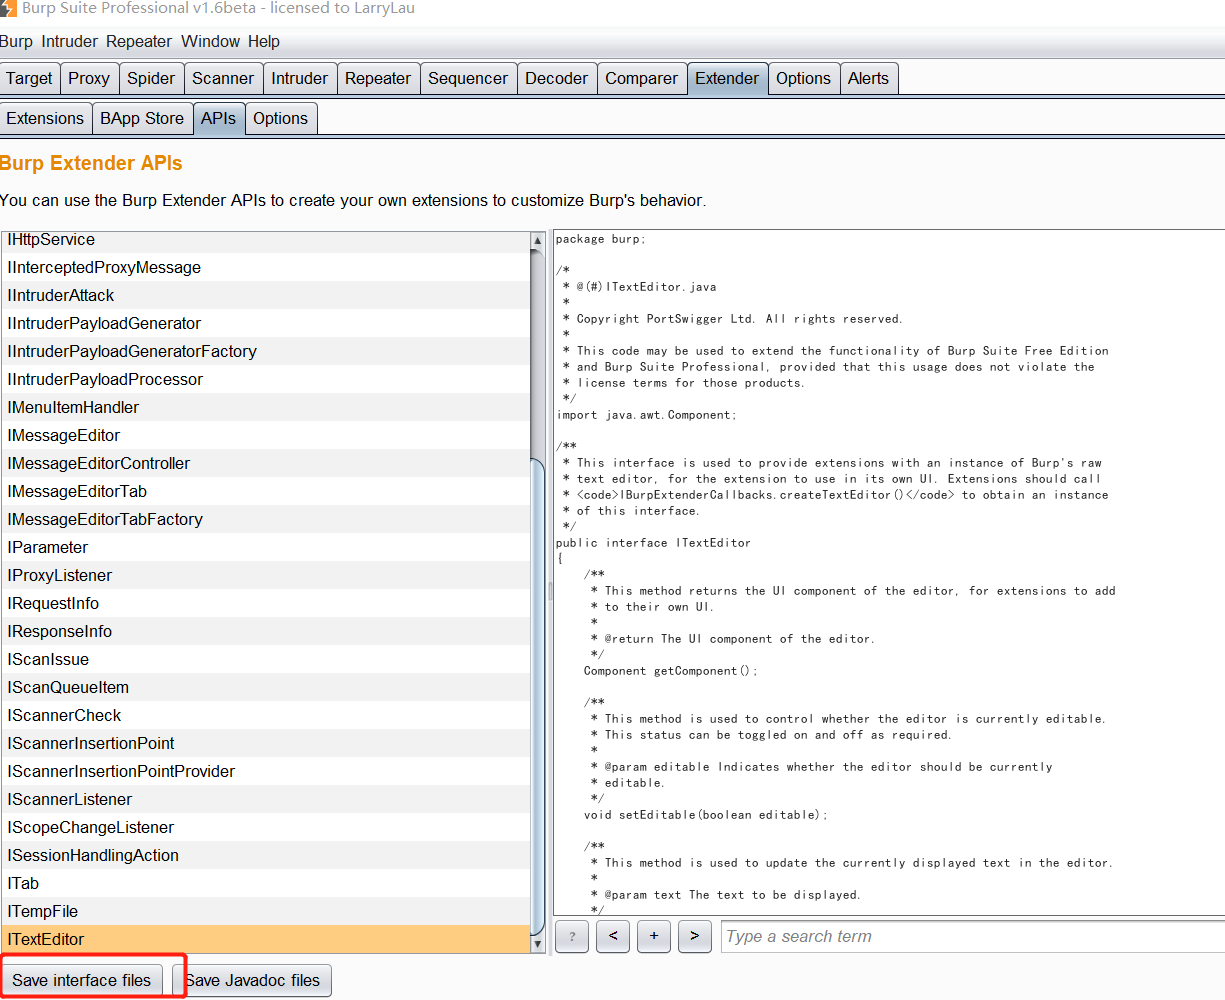 Burp Suite Professional v1.6beta - licensed to LarryLau
Burp Intruder Repeater Window Help
Target Proxy Spider Scanner Intruder Repeater Sequencer Decoder Comparer Extender Options Alerts
Extensions BApp Store APIs Options
Burp Extender APIs
You can use the Burp Extender APIs to create your own extensions to customize Burp's behavior.
IHttpService
IInterceptedProxyMessage
IIntruderAttack
IIntruderPayloadGenerator
IIntruderPayloadGeneratorFactory
IIntruderPayloadProcessor
IMenuItemHandler
IMessageEditor
IMessageEditorController
IMessageEditorTab
IMessageEditorTabFactory
IParameter
IProxyListener
IRequestInfo
IResponseInfo
IScanIssue
IScanQueueItem
IScannerCheck
IScannerInsertionPoint
IScannerInsertionPointProvider
IScannerListener
IScopeChangeListener
ISessionHandlingAction
ITab
ITempFile
ITextEditor
package burp;
/*
 * @(#)ITextEditor.java
 *
 * Copyright PortSwigger Ltd. All rights reserved.
 *
 * This code may be used to extend the functionality of Burp Suite Free Edition
 * and Burp Suite Professional, provided that this usage does not violate the
 * license terms for those products.
 */
import java.awt.Component;
/**
 * This interface is used to provide extensions with an instance of Burp's raw
 * text editor, for the extension to use in its own UI. Extensions should call
 * <code>IBurpExtenderCallbacks.createTextEditor()</code> to obtain an instance
 * of this interface.
 */
public interface ITextEditor
{
    /**
     * This method returns the UI component of the editor, for extensions to add
     * to their own UI.
     *
     * @return The UI component of the editor.
     */
    Component getComponent();
    /**
     * This method is used to control whether the editor is currently editable.
     * This status can be toggled on and off as required.
     *
     * @param editable Indicates whether the editor should be currently
     * editable.
     */
    void setEditable(boolean editable);
    /**
     * This method is used to update the currently displayed text in the editor.
     *
     * @param text The text to be displayed.
     */
? < + > Type a search term
Save interface files Save Javadoc files